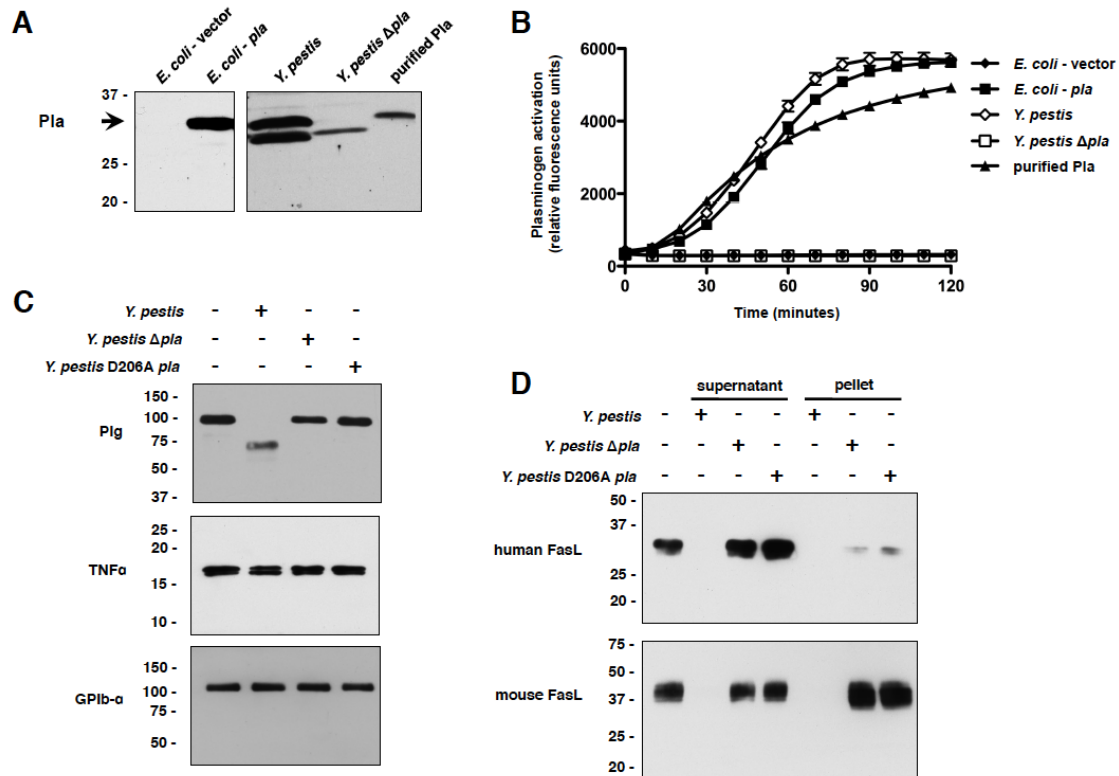 A
E. coli - vector
E. coli - pla
Y. pestis
Y. pestis Δpla
purified Pla
Pla
37 -
25 -
20 -
B
Plasminogen activation
(relative fluorescence units)
6000
4000
2000
0
0 30 60 90 120
Time (minutes)
E. coli - vector
E. coli - pla
Y. pestis
Y. pestis Δpla
purified Pla
C
Y. pestis - + - -
Y. pestis Δpla - - + -
Y. pestis D206A pla - - - +
Plg
150 -
100 -
75 -
50 -
37 -
TNFα
25 -
20 -
15 -
10 -
GPIb-α
150 -
100 -
75 -
50 -
D
supernatant pellet
Y. pestis - + - - + - -
Y. pestis Δpla - - + - - + -
Y. pestis D206A pla - - - + - - +
human FasL
50 -
37 -
25 -
20 -
mouse FasL
75 -
50 -
37 -
25 -
20 -